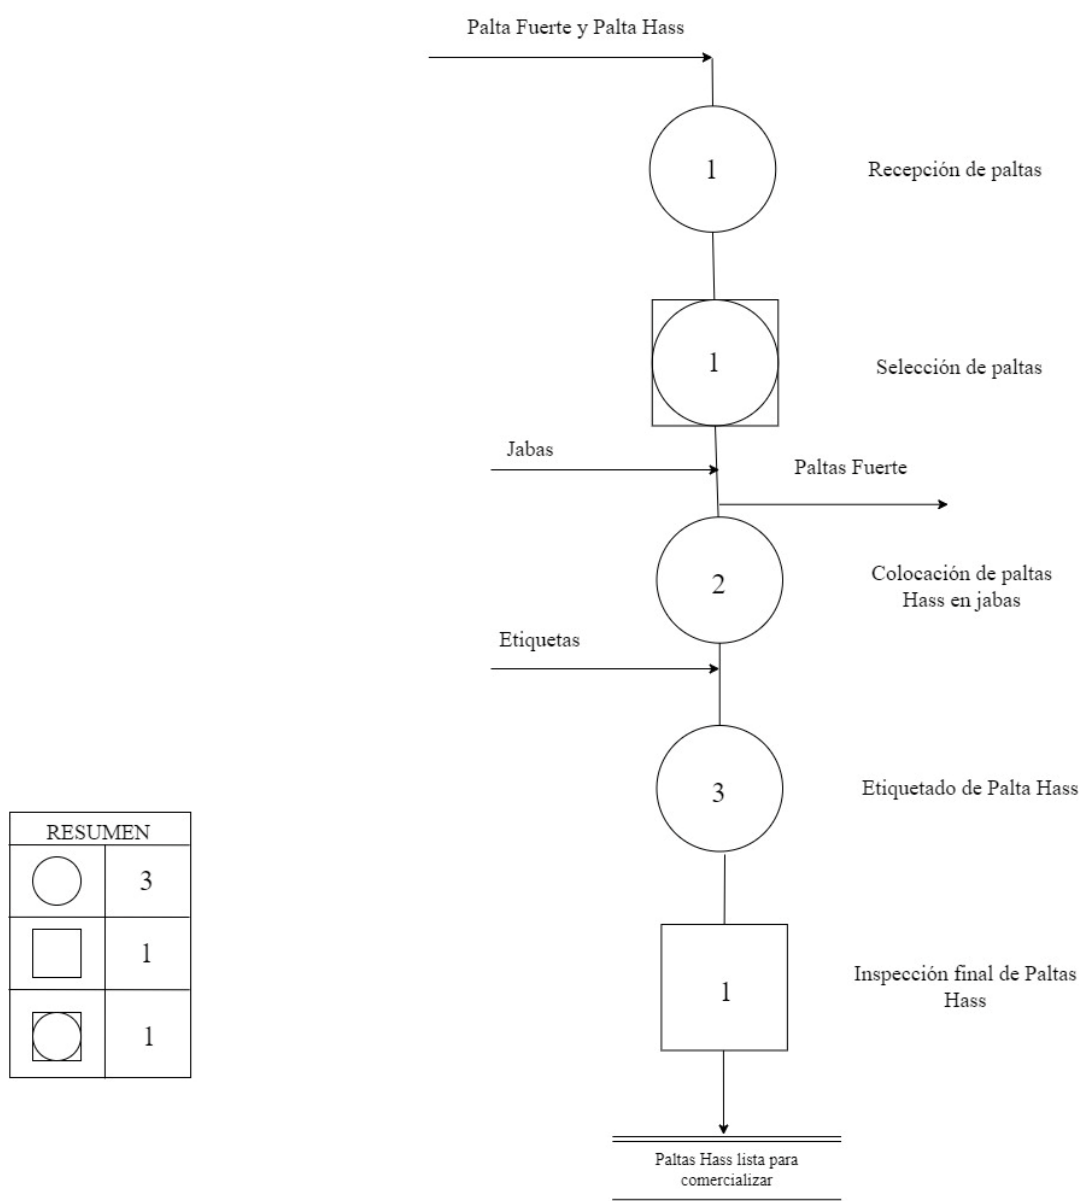 Palta Fuerte y Palta Hass
1
Recepción de paltas
1
Selección de paltas
Jabas
Paltas Fuerte
2
Colocación de paltas
Hass en jabas
Etiquetas
3
Etiquetado de Palta Hass
1
Inspección final de Paltas
Hass
Paltas Hass lista para
comercializar
RESUMEN
3
1
1